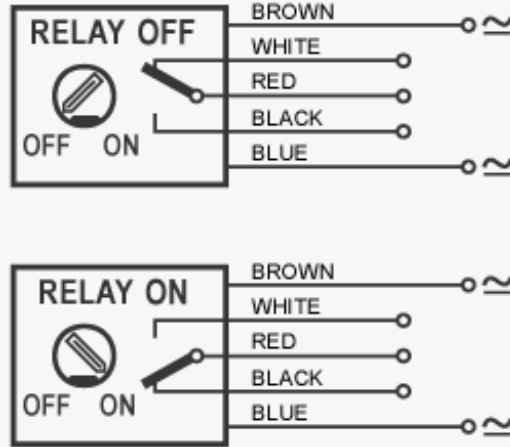 RELAY OFF
OFF ON
BROWN
WHITE
RED
BLACK
BLUE
RELAY ON
OFF ON
BROWN
WHITE
RED
BLACK
BLUE